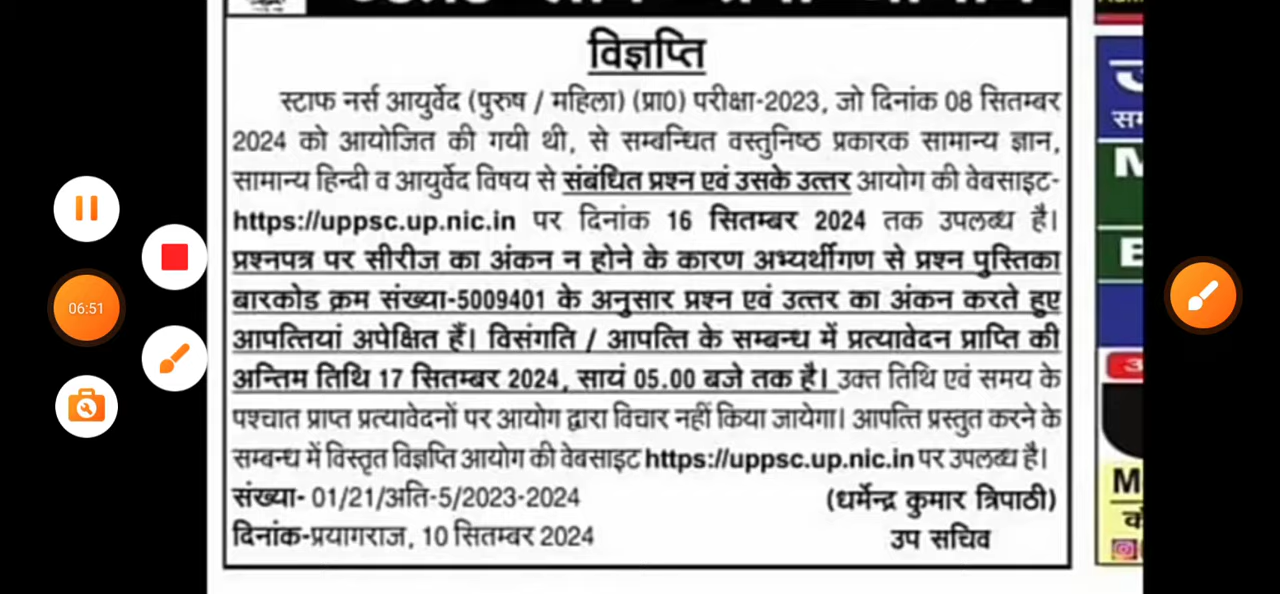 विज्ञप्ति
स्टाफ नर्स आयुर्वेद (पुरुष / महिला) (प्रा0) परीक्षा-2023, जो दिनांक 08 सितम्बर
2024 को आयोजित की गयी थी, से सम्बन्धित वस्तुनिष्ठ प्रकारक सामान्य ज्ञान,
सामान्य हिन्दी व आयुर्वेद विषय से संबंधित प्रश्न एवं उसके उत्तर आयोग की वेबसाइट-
https://uppsc.up.nic.in पर दिनांक 16 सितम्बर 2024 तक उपलब्ध है।
प्रश्नपत्र पर सीरीज का अंकन न होने के कारण अभ्यर्थीगण से प्रश्न पुस्तिका
बारकोड क्रम संख्या-5009401 के अनुसार प्रश्न एवं उत्तर का अंकन करते हुए
आपत्तियां अपेक्षित हैं। विसंगति / आपत्ति के सम्बन्ध में प्रत्यावेदन प्राप्ति की
अन्तिम तिथि 17 सितम्बर 2024, सायं 05.00 बजे तक है। उक्त तिथि एवं समय के
पश्चात प्राप्त प्रत्यावेदनों पर आयोग द्वारा विचार नहीं किया जायेगा। आपत्ति प्रस्तुत करने के
सम्बन्ध में विस्तृत विज्ञप्ति आयोग की वेबसाइट https://uppsc.up.nic.in पर उपलब्ध है।
संख्या- 01/21/अति-5/2023-2024
(धर्मेन्द्र कुमार त्रिपाठी)
दिनांक-प्रयागराज, 10 सितम्बर 2024
उप सचिव
06:51